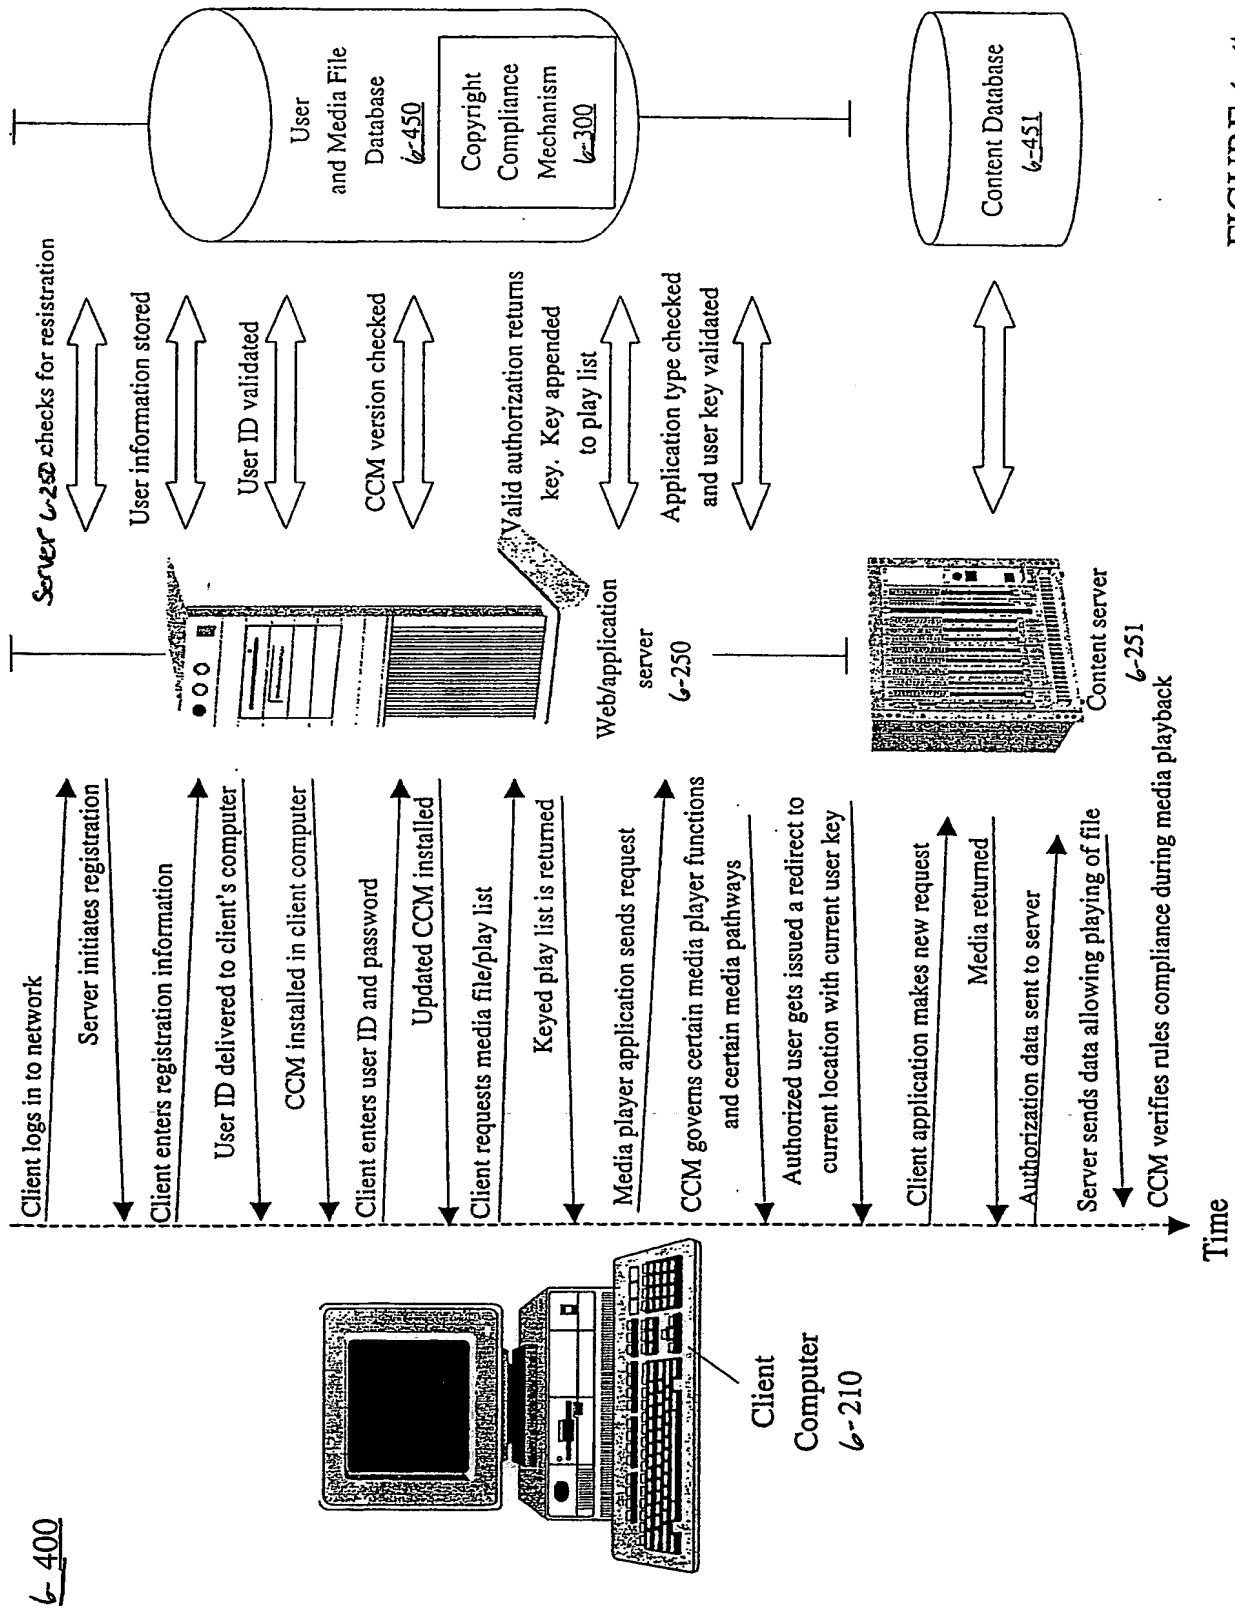 6-400
Client logs in to network
Server initiates registration
Client enters registration information
User ID delivered to client's computer
CCM installed in client computer
Client enters user ID and password
Updated CCM installed
Client requests media file/play list
Keyed play list is returned
Media player application sends request
CCM governs certain media player functions
and certain media pathways
Authorized user gets issued a redirect to
current location with current user key
Client application makes new request
Media returned
Authorization data sent to server
Server sends data allowing playing of file
CCM verifies rules compliance during media playback
Time
Client
Computer
6-210
Web/application
server
6-250
Content server
6-251
Server 6-250 checks for resistration
User information stored
User ID validated
CCM version checked
Valid authorization returns
key. Key appended
to play list
Application type checked
and user key validated
User
and Media File
Database
6-450
Copyright
Compliance
Mechanism
6-300
Content Database
6-451
FIGURE